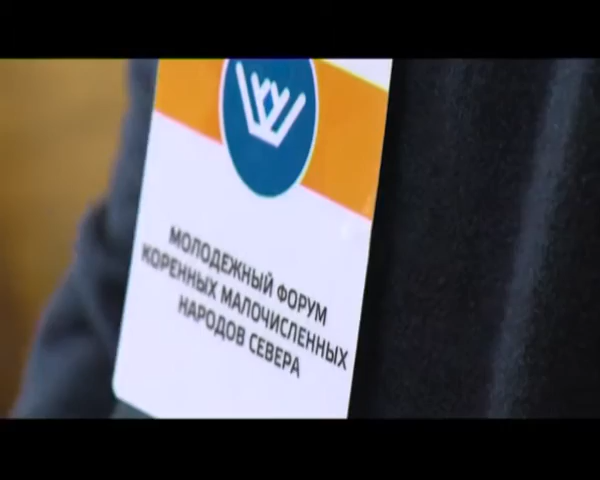 МОЛОДЕЖНЫЙ ФОРУМ
КОРЕННЫХ МАЛОЧИСЛЕННЫХ
НАРОДОВ СЕВЕРА